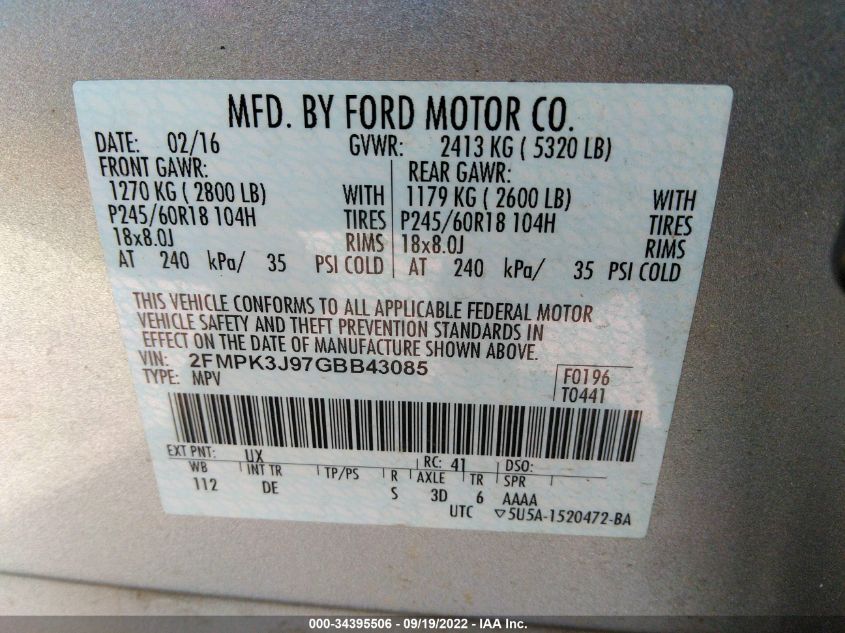 MFD. BY FORD MOTOR CO.
DATE: 02/16 GVWR: 2413 KG ( 5320 LB)
FRONT GAWR: REAR GAWR:
1270 KG ( 2800 LB) WITH 1179 KG ( 2600 LB) WITH
P245/60R18 104H TIRES P245/60R18 104H TIRES
18x8.0J RIMS 18x8.0J RIMS
AT 240 kPa/ 35 PSI COLD AT 240 kPa/ 35 PSI COLD
THIS VEHICLE CONFORMS TO ALL APPLICABLE FEDERAL MOTOR
VEHICLE SAFETY AND THEFT PREVENTION STANDARDS IN
EFFECT ON THE DATE OF MANUFACTURE SHOWN ABOVE.
VIN: 2FMPK3J97GBB43085
TYPE: MPV F0196
T0441
EXT PNT: UX RC: 41 DSO:
WB INT TR TP/PS R AXLE TR SPR
112 DE S 3D 6 AAAA
UTC ▽5U5A-1520472-BA
000-34395506 - 09/19/2022 - IAA Inc.